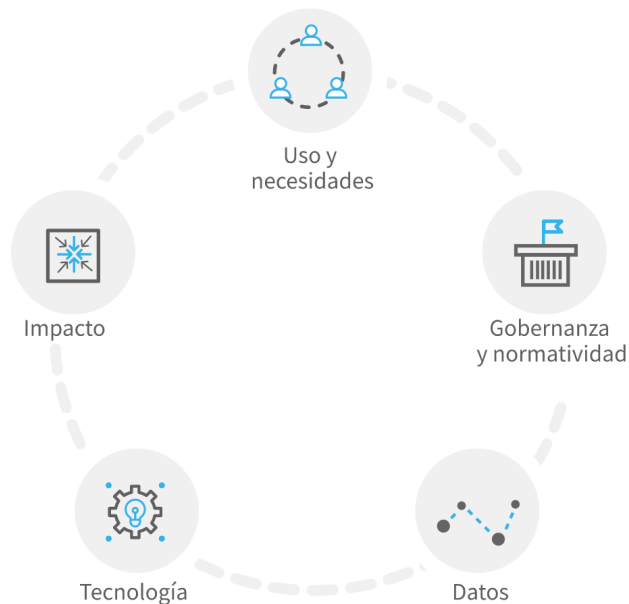 Uso y
necesidades
Impacto
Gobernanza
y normatividad
Tecnología
Datos